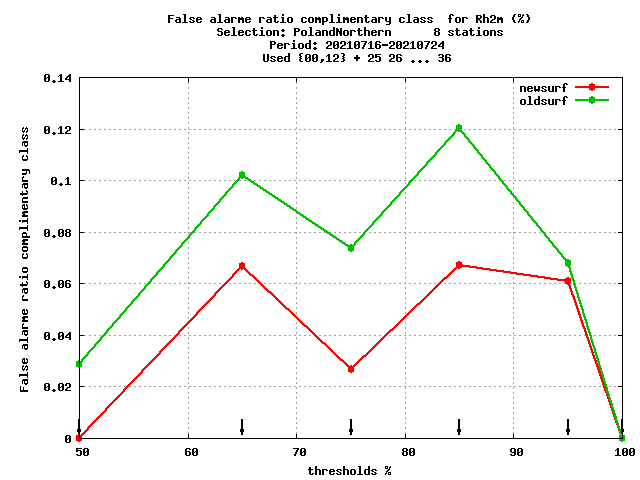 False alarme ratio complimentary class  for Rh2m (%)
Selection: PolandNorthern      8 stations
Period: 20210716-20210724
Used {00,12} + 25 26 ... 36
newsurf
oldsurf
False alarme ratio complimentary class
0.14
0.12
0.1
0.08
0.06
0.04
0.02
0
50 60 70 80 90 100
thresholds %